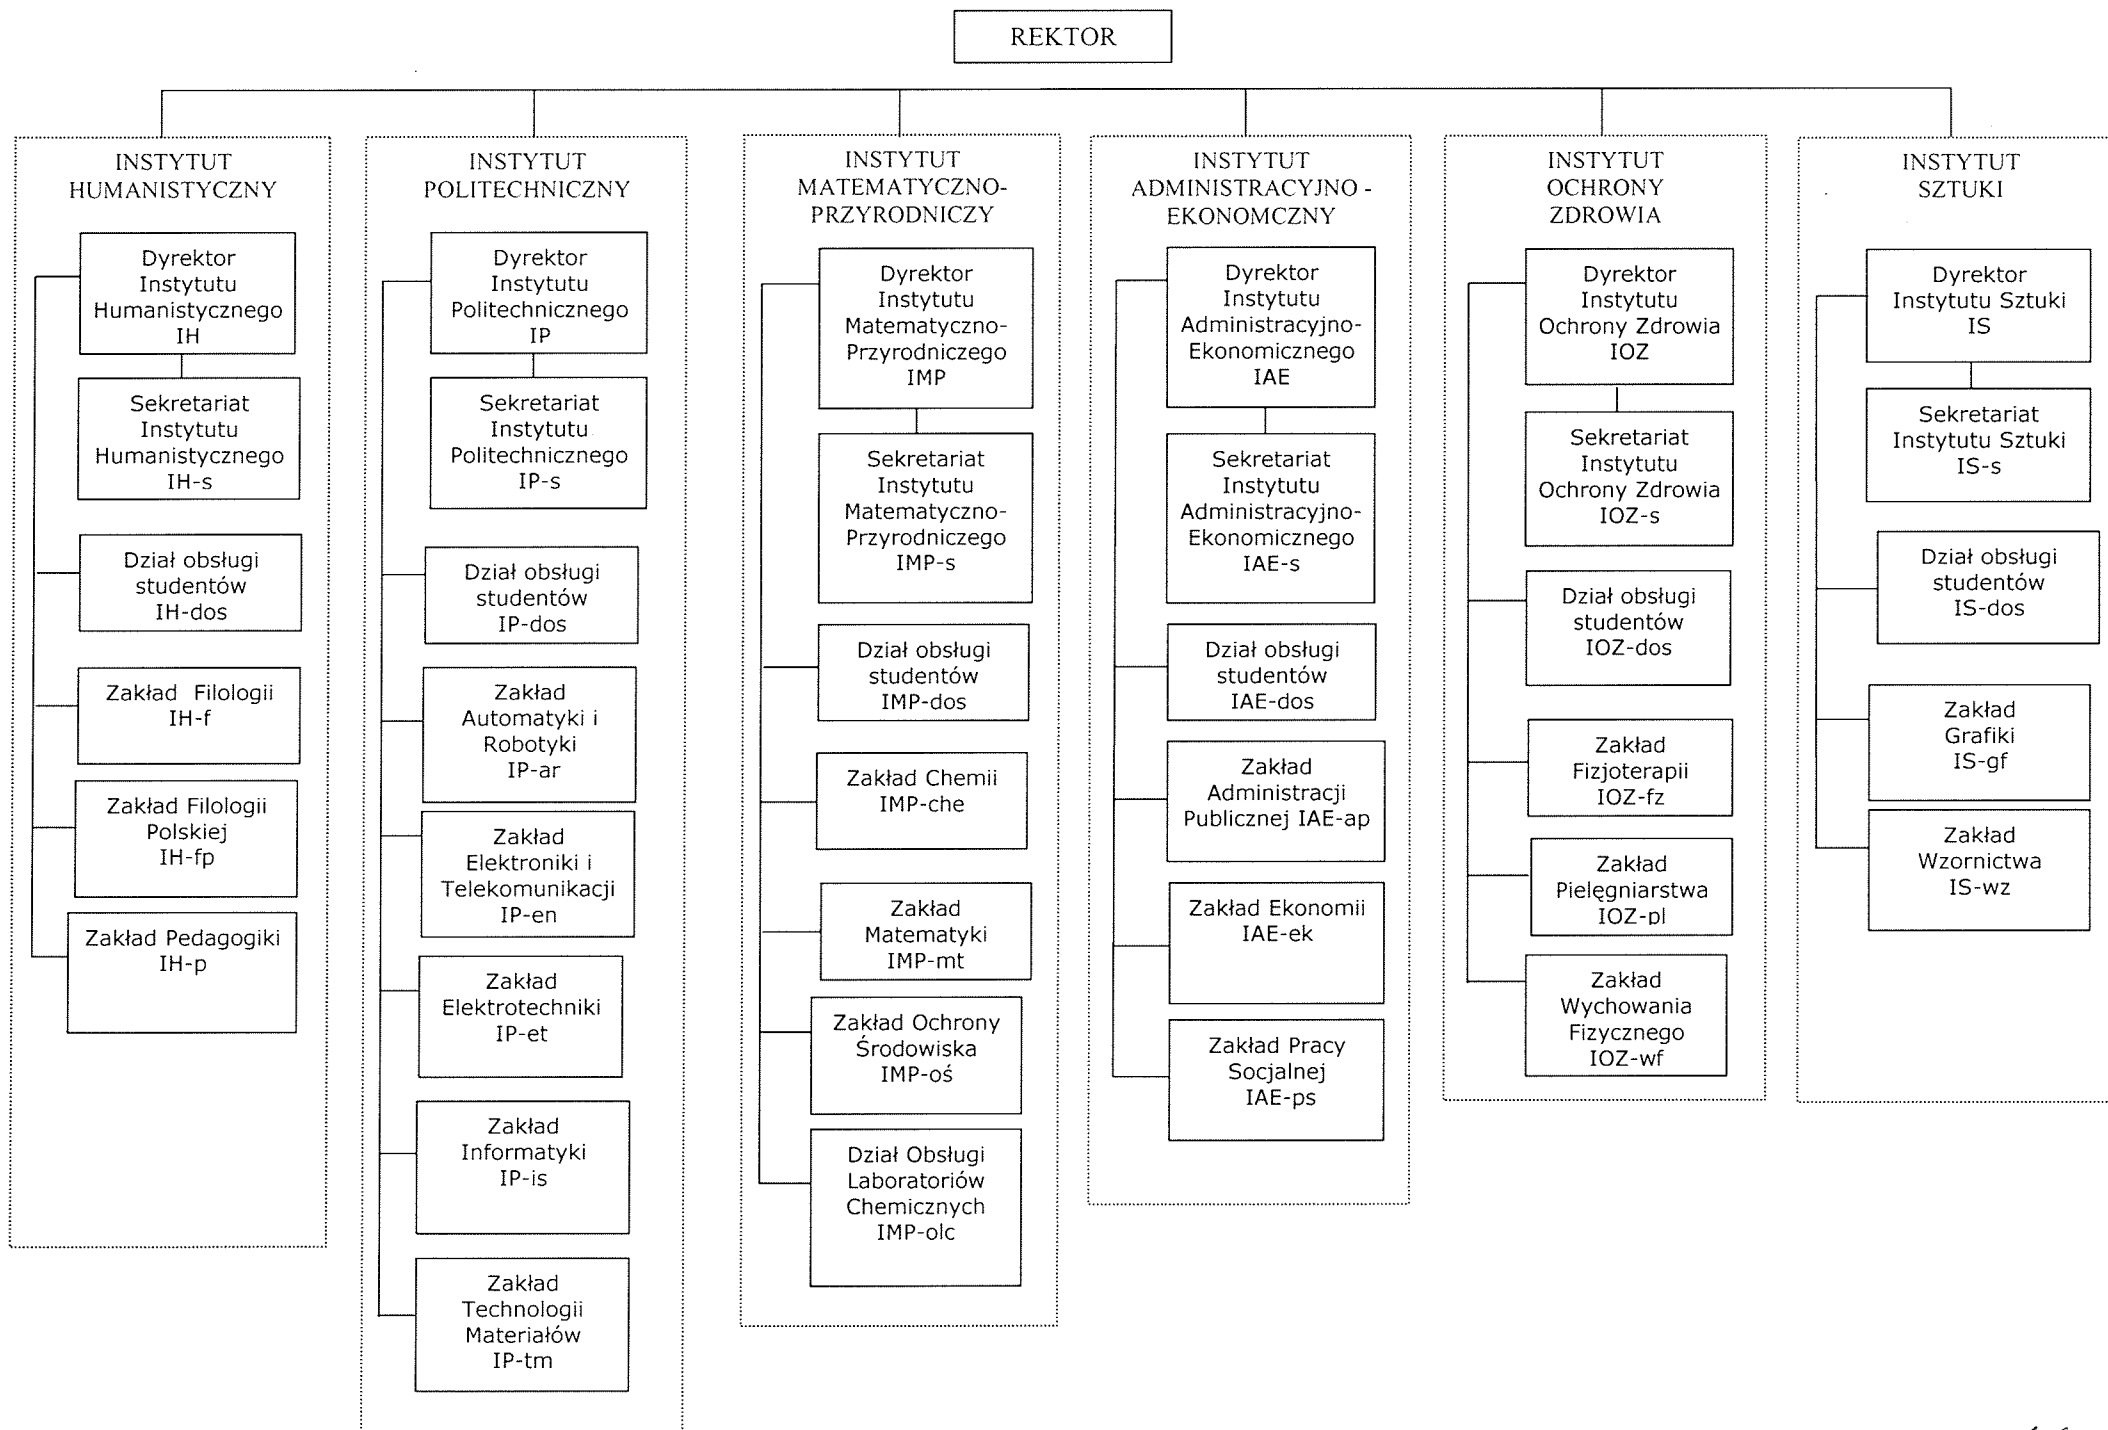 REKTOR
INSTYTUT
HUMANISTYCZNY
Dyrektor
Instytutu
Humanistycznego
IH
Sekretariat
Instytutu
Humanistycznego
IH-s
Dział obsługi
studentów
IH-dos
Zakład Filologii
IH-f
Zakład Filologii
Polskiej
IH-fp
Zakład Pedagogiki
IH-p
INSTYTUT
POLITECHNICZNY
Dyrektor
Instytutu
Politechnicznego
IP
Sekretariat
Instytutu
Politechnicznego
IP-s
Dział obsługi
studentów
IP-dos
Zakład
Automatyki i
Robotyki
IP-ar
Zakład
Elektroniki i
Telekomunikacji
IP-en
Zakład
Elektrotechniki
IP-et
Zakład
Informatyki
IP-is
Zakład
Technologii
Materiałów
IP-tm
INSTYTUT
MATEMATYCZNO-
PRZYRODNICZY
Dyrektor
Instytutu
Matematyczno-
Przyrodniczego
IMP
Sekretariat
Instytutu
Matematyczno-
Przyrodniczego
IMP-s
Dział obsługi
studentów
IMP-dos
Zakład Chemii
IMP-che
Zakład
Matematyki
IMP-mt
Zakład Ochrony
Środowiska
IMP-oś
Dział Obsługi
Laboratoriów
Chemicznych
IMP-olc
INSTYTUT
ADMINISTRACYJNO -
EKONOMCZNY
Dyrektor
Instytutu
Administracyjno-
Ekonomicznego
IAE
Sekretariat
Instytutu
Administracyjno-
Ekonomicznego
IAE-s
Dział obsługi
studentów
IAE-dos
Zakład
Administracji
Publicznej IAE-ap
Zakład Ekonomii
IAE-ek
Zakład Pracy
Socjalnej
IAE-ps
INSTYTUT
OCHRONY
ZDROWIA
Dyrektor
Instytutu
Ochrony Zdrowia
IOZ
Sekretariat
Instytutu
Ochrony Zdrowia
IOZ-s
Dział obsługi
studentów
IOZ-dos
Zakład
Fizjoterapii
IOZ-fz
Zakład
Pielęgniarstwa
IOZ-pl
Zakład
Wychowania
Fizycznego
IOZ-wf
INSTYTUT
SZTUKI
Dyrektor
Instytutu Sztuki
IS
Sekretariat
Instytutu Sztuki
IS-s
Dział obsługi
studentów
IS-dos
Zakład
Grafiki
IS-gf
Zakład
Wzornictwa
IS-wz